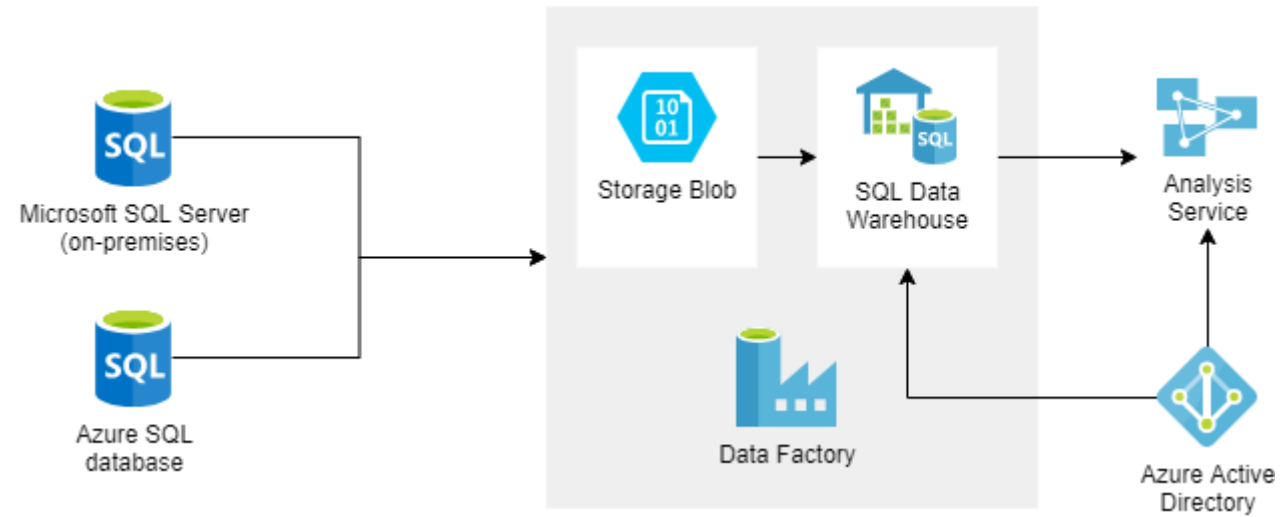 SQL
Microsoft SQL Server
(on-premises)
SQL
Azure SQL
database
10
01
Storage Blob
SQL
SQL Data
Warehouse
Data Factory
Analysis
Service
Azure Active
Directory